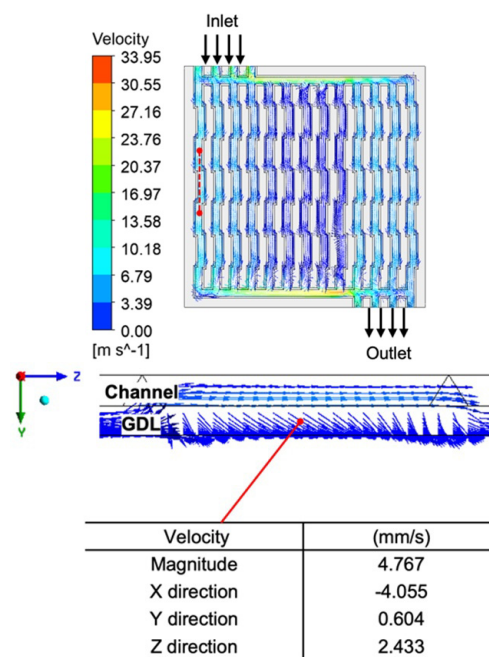 Inlet
Velocity
33.95
30.55
27.16
23.76
20.37
16.97
13.58
10.18
6.79
3.39
0.00
[m s^-1]
Outlet
Z
Y
Channel
GDL
Velocity (mm/s)
Magnitude 4.767
X direction -4.055
Y direction 0.604
Z direction 2.433